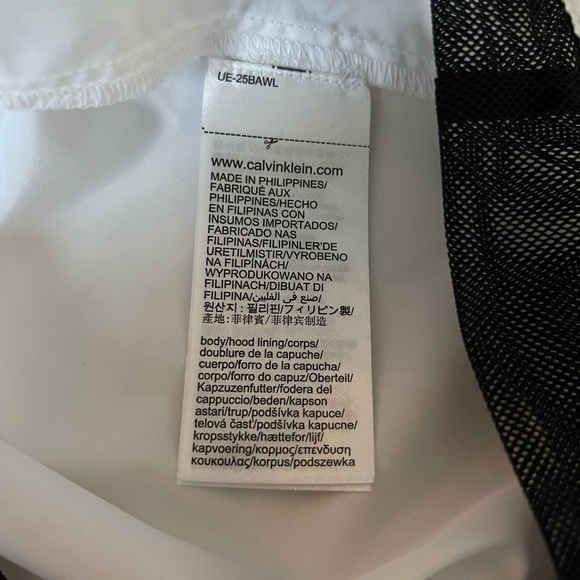 UE-25BAWL
www.calvinklein.com
MADE IN PHILIPPINES/
FABRIQUÉ AUX
PHILIPPINES/HECHO
EN FILIPINAS CON
INSUMOS IMPORTADOS/
FABRICADO NAS
FILIPINAS/FILIPINLER'DE
URETILMISTIR/VYROBENO
NA FILIPÍNÁCH/
WYPRODUKOWANO NA
FILIPINACH/DIBUAT DI
FILIPINA/صنع في الفلبين/
원산지 : 필리핀/フィリピン製/
產地:菲律賓/菲律宾制造
body/hood lining/corps/
doublure de la capuche/
cuerpo/forro de la capucha/
corpo/forro do capuz/Oberteil/
Kapzuzenfutter/fodera del
cappuccio/beden/kapson
astari/trup/podšívka kapuce/
telová časť/podšívka kapucne/
kropsstykke/hættefor/lijf/
kapvoering/κορμος/επενδυση
κουκουλας/korpus/podszewka